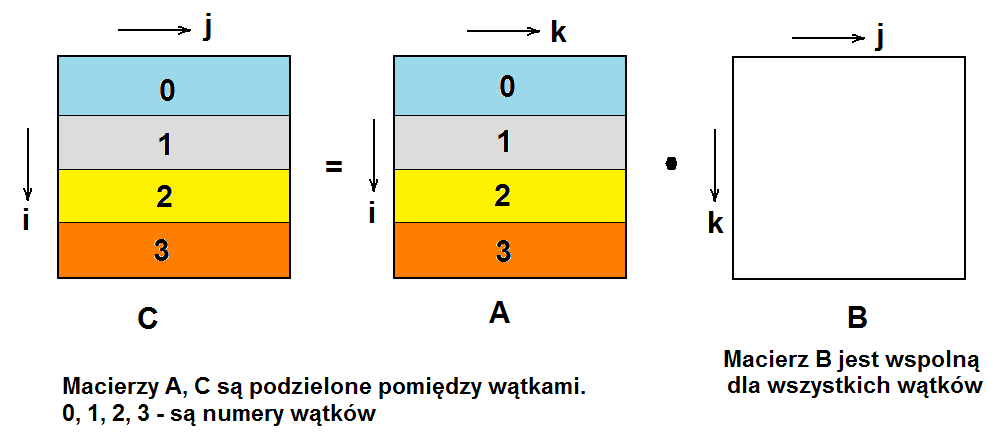 j
k
j
0
0
1
1
2
2
3
3
=
•
i
i
k
C
A
B
Macierzy A, C są podzielone pomiędzy wątkami.
0, 1, 2, 3 - są numery wątków
Macierz B jest wspolną
dla wszystkich wątków